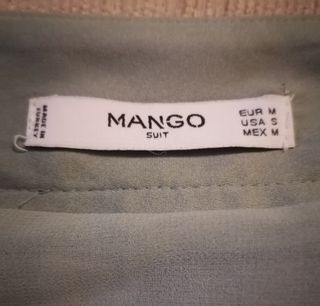 MADE IN
TURKEY
MANGO
SUIT
EUR M
USA S
MEX M